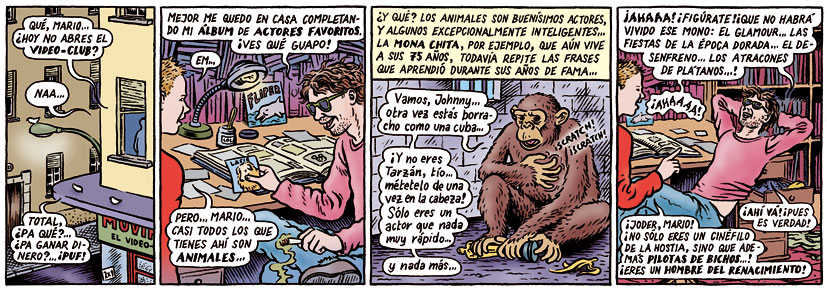 QUÉ, MARIO...
¿HOY NO ABRES EL
VIDEO-CLUB?
NAA...
TOTAL,
¿PA QUÉ?...
¿PA GANAR DI-
NERO?... ¡PUF!
MOVI
EL VIDEO-
MEJOR ME QUEDO EN CASA COMPLETAN-
DO MI ÁLBUM DE ACTORES FAVORITOS.
¡VES QUÉ GUAPO!
EM...
FLIPER
LASSI
PERO... MARIO...
CASI TODOS LOS QUE
TIENES AHÍ SON
ANIMALES...
¿Y QUÉ? LOS ANIMALES SON BUENÍSIMOS ACTORES,
Y ALGUNOS EXCEPCIONALMENTE INTELIGENTES...
LA MONA CHITA, POR EJEMPLO, QUE AÚN VIVE
A SUS 75 AÑOS, TODAVÍA REPITE LAS FRASES
QUE APRENDIÓ DURANTE SUS AÑOS DE FAMA...
Vamos, Johnny...
otra vez estás borra-
cho como una cuba...
¡SCRATCH!
¡SCRATCH!
¡Y no eres
Tarzán, tío...
métetelo de una
vez en la cabeza!
Sólo eres un
actor que nada
muy rápido...
y nada más...
¡AHAAA! ¡FIGÚRATE! ¡QUE NO HABRÁ
VIVIDO ESE MONO: EL GLAMOUR... LAS
FIESTAS DE LA ÉPOCA DORADA... EL DE-
SENFRENO... LOS ATRACONES
DE PLÁTANOS...!
¡AHÁAAA!
¡AHÍ VÁ! ¡PUES
ES VERDAD!
¡JODER, MARIO!
¡NO SÓLO ERES UN CINÉFILO
DE LA HOSTIA, SINO QUE ADE-
MÁS PILOTAS DE BICHOS...!
¡ERES UN HOMBRE DEL RENACIMIENTO!